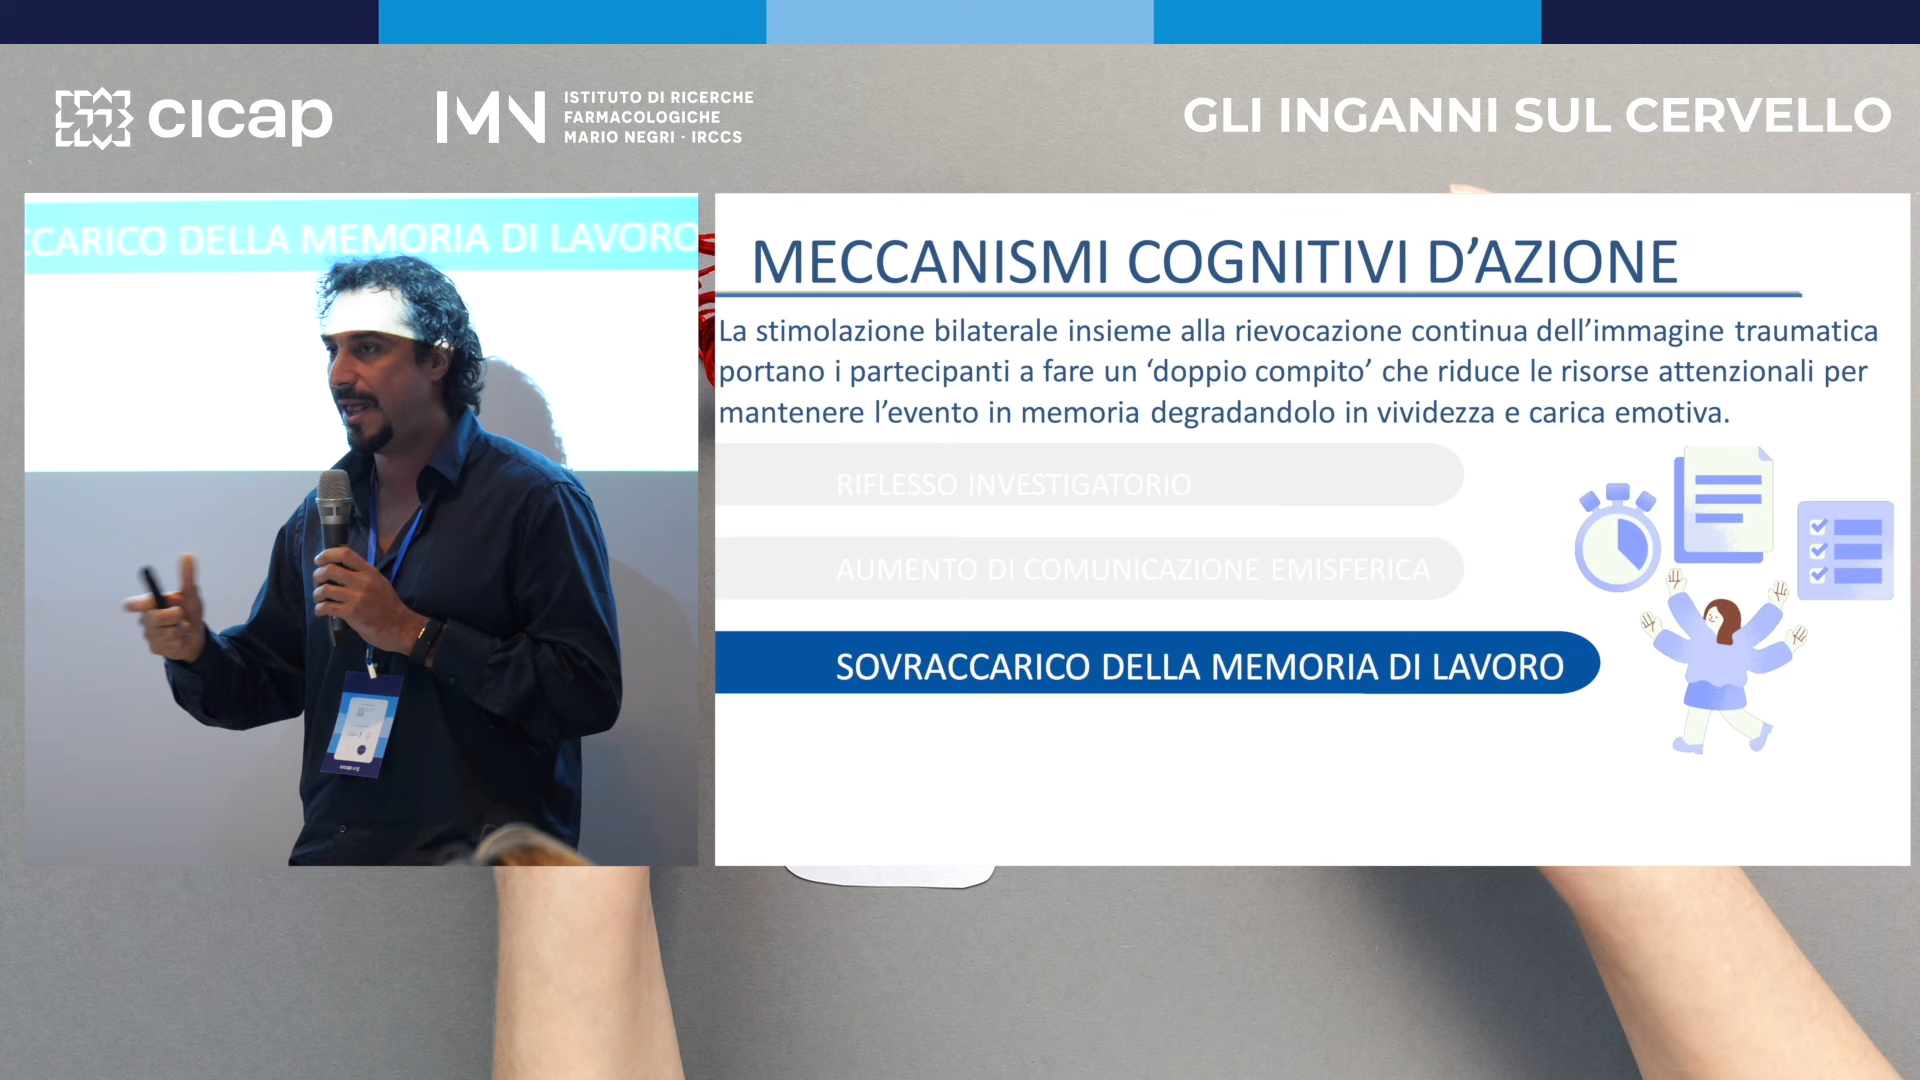 cicap
IMN
ISTITUTO DI RICERCHE
FARMACOLOGICHE
MARIO NEGRI · IRCCS
GLI INGANNI SUL CERVELLO
CCARICO DELLA MEMORIA DI LAVORO
MECCANISMI COGNITIVI D’AZIONE
La stimolazione bilaterale insieme alla rievocazione continua dell’immagine traumatica
portano i partecipanti a fare un ‘doppio compito’ che riduce le risorse attenzionali per
mantenere l’evento in memoria degradandolo in vividezza e carica emotiva.
RIFLESSO INVESTIGATORIO
AUMENTO DI COMUNICAZIONE EMISFERICA
SOVRACCARICO DELLA MEMORIA DI LAVORO